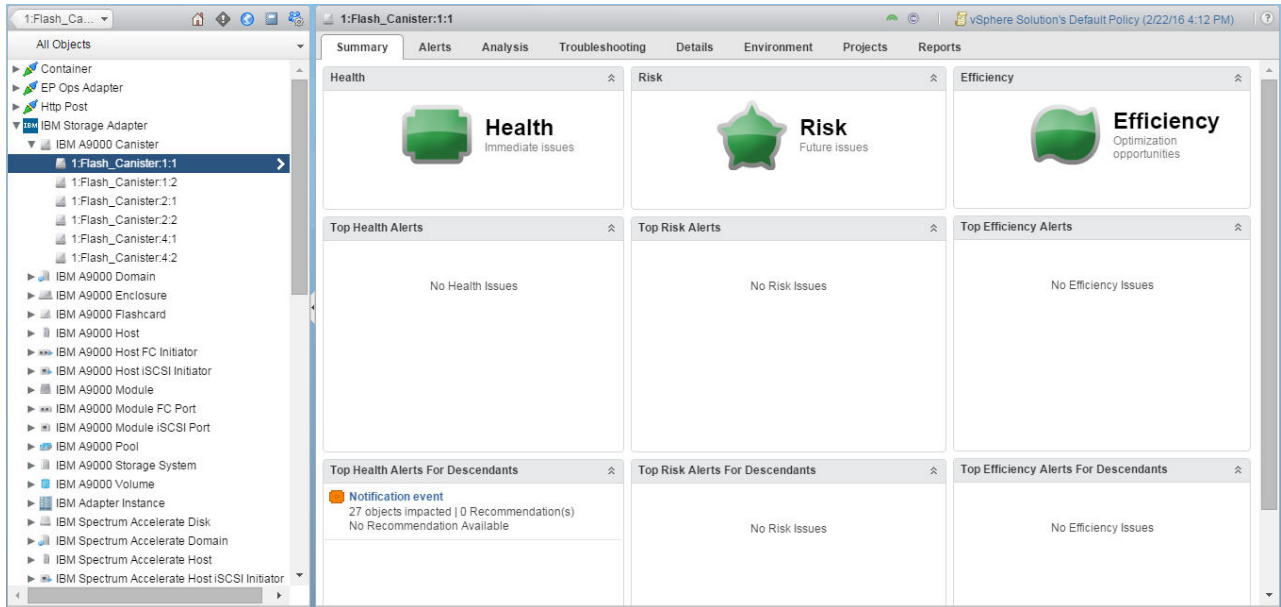 1:Flash_Ca...
All Objects
Container
EP Ops Adapter
Http Post
IBM IBM Storage Adapter
IBM A9000 Canister
1:Flash_Canister:1:1
1:Flash_Canister:1:2
1:Flash_Canister:2:1
1:Flash_Canister:2:2
1:Flash_Canister:4:1
1:Flash_Canister:4:2
IBM A9000 Domain
IBM A9000 Enclosure
IBM A9000 Flashcard
IBM A9000 Host
IBM A9000 Host FC Initiator
IBM A9000 Host iSCSI Initiator
IBM A9000 Module
IBM A9000 Module FC Port
IBM A9000 Module iSCSI Port
IBM A9000 Pool
IBM A9000 Storage System
IBM A9000 Volume
IBM Adapter Instance
IBM Spectrum Accelerate Disk
IBM Spectrum Accelerate Domain
IBM Spectrum Accelerate Host
IBM Spectrum Accelerate Host iSCSI Initiator
1:Flash_Canister:1:1
© vSphere Solution's Default Policy (2/22/16 4:12 PM) ?
Summary Alerts Analysis Troubleshooting Details Environment Projects Reports
Health
Health
Immediate issues
Risk
Risk
Future issues
Efficiency
Efficiency
Optimization
opportunities
Top Health Alerts
No Health Issues
Top Risk Alerts
No Risk Issues
Top Efficiency Alerts
No Efficiency Issues
Top Health Alerts For Descendants
Notification event
27 objects impacted | 0 Recommendation(s)
No Recommendation Available
Top Risk Alerts For Descendants
No Risk Issues
Top Efficiency Alerts For Descendants
No Efficiency Issues